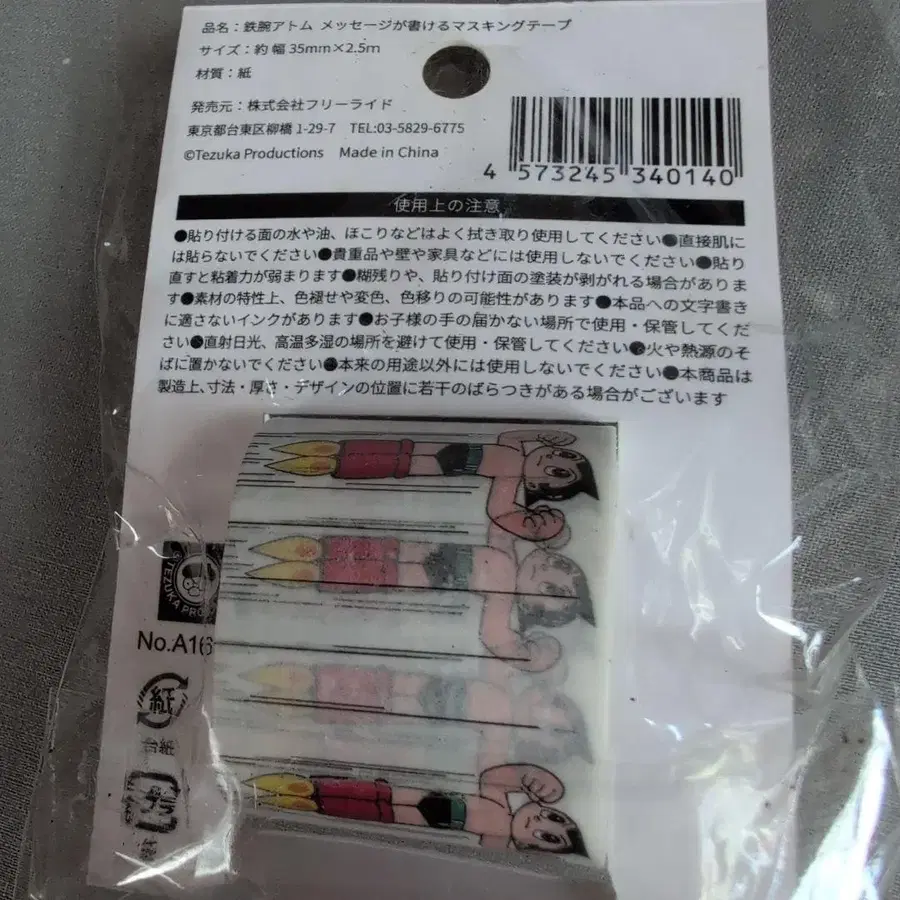 品名：鉄腕アトム メッセージが書けるマスキングテープ
サイズ：約 幅 35mm×2.5m
材質：紙
発売元：株式会社フリーライド
東京都台東区柳橋 1-29-7 TEL:03-5829-6775
©Tezuka Productions Made in China
4 573245 340140
使用上の注意
●貼り付ける面の水や油、ほこりなどはよく拭き取り使用してください●直接肌に
は貼らないでください●貴重品や壁や家具などには使用しないでください●貼り
直すと粘着力が弱まります●糊残りや、貼り付け面の塗装が剥がれる場合がありま
す●素材の特性上、色褪せや変色、色移りの可能性があります●本品への文字書き
に適さないインクがあります●お子様の手の届かない場所で使用・保管してくだ
さい●直射日光、高温多湿の場所を避けて使用・保管してください●火や熱源のそ
ばに置かないでください●本来の用途以外には使用しないでください●本商品は
製造上、寸法・厚さ・デザインの位置に若干のばらつきがある場合がございます
TEZUKA PRO
No.A16
紙
台紙